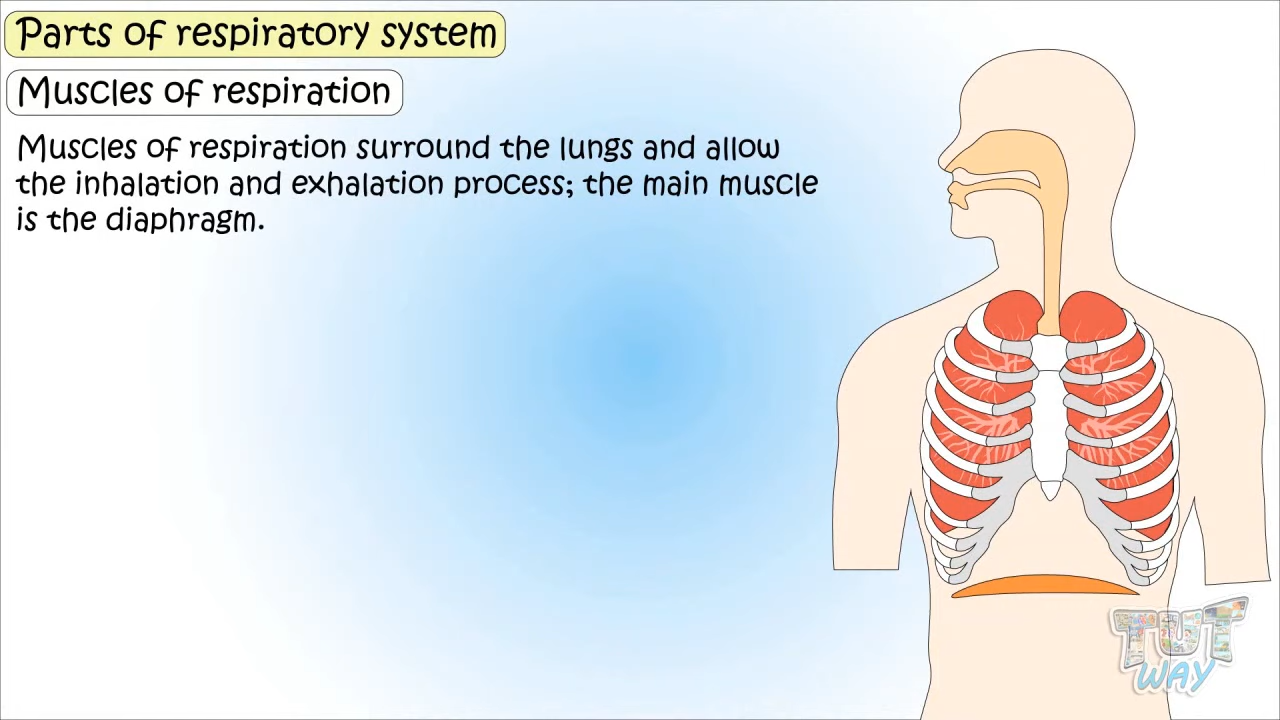 Parts of respiratory system
Muscles of respiration
Muscles of respiration surround the lungs and allow
the inhalation and exhalation process; the main muscle
is the diaphragm.
TUT
WAY